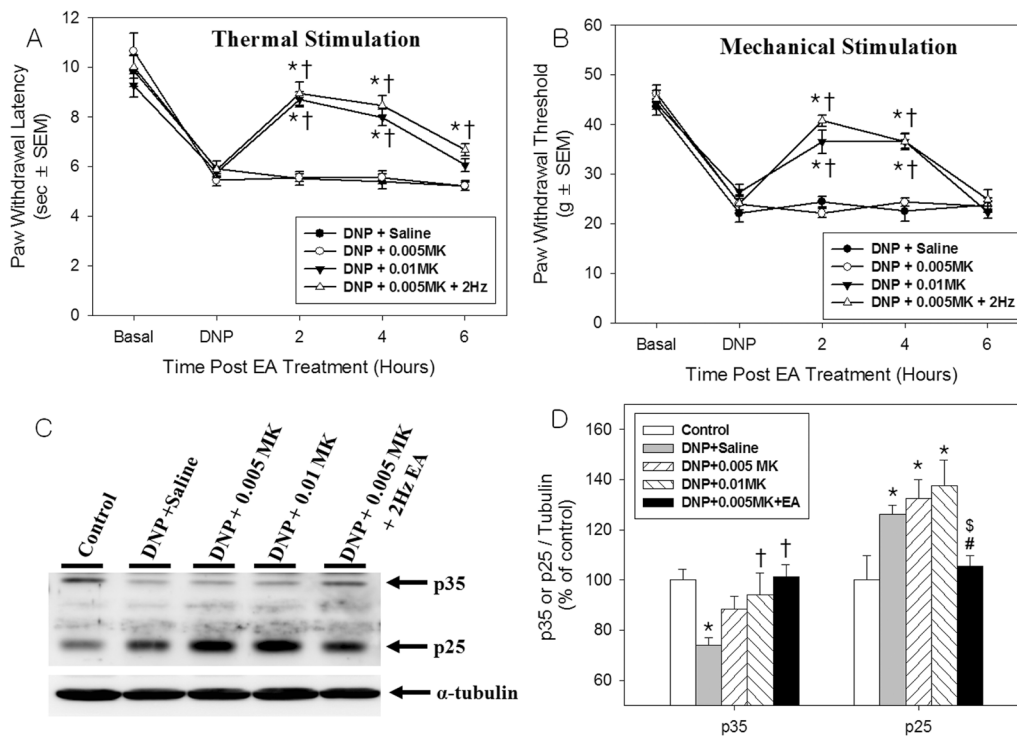 A
Thermal Stimulation
Paw Withdrawal Latency
(sec ± SEM)
12
10
8
6
4
2
0
*†
*†
*†
*†
*†
DNP + Saline
DNP + 0.005MK
DNP + 0.01MK
DNP + 0.005MK + 2Hz
Basal DNP 2 4 6
Time Post EA Treatment (Hours)
B
Mechanical Stimulation
Paw Withdrawal Threshold
(g ± SEM)
60
50
40
30
20
10
0
*†
*†
*†
*†
DNP + Saline
DNP + 0.005MK
DNP + 0.01MK
DNP + 0.005MK + 2Hz
Basal DNP 2 4 6
Time Post EA Treatment (Hours)
C
Control
DNP+Saline
DNP+ 0.005 MK
DNP+ 0.01 MK
DNP+ 0.005 MK
+ 2Hz EA
p35
p25
α-tubulin
D
p35 or p25 / Tubulin
(% of control)
160
140
120
100
80
60
Control
DNP+Saline
DNP+0.005 MK
DNP+0.01MK
DNP+0.005MK+EA
*
†
†
*
*
*
$
#
p35 p25